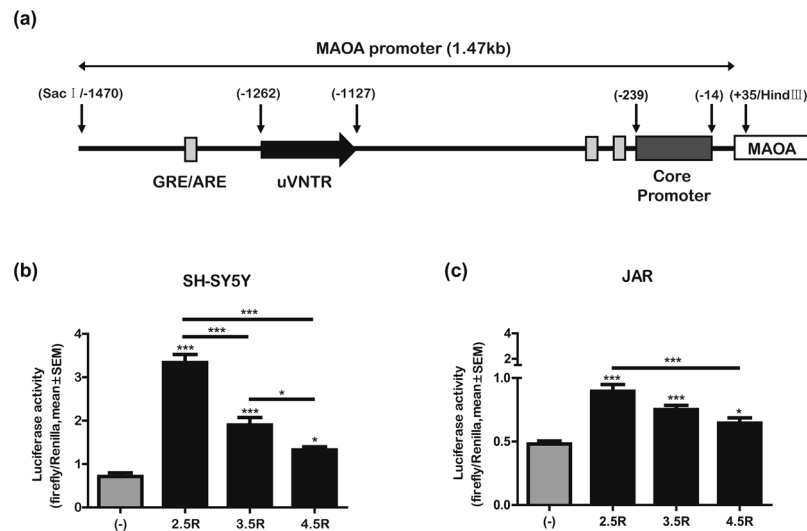 (a)
MAOA promoter (1.47kb)
(Sac Ⅰ/-1470) (-1262) (-1127) (-239) (-14) (+35/HindⅢ)
GRE/ARE uVNTR Core Promoter MAOA
(b)
SH-SY5Y
Luciferase activity
(firefly/Renilla,mean±SEM)
4
3
2
1
0
***
***
***
***
*
*
(-) 2.5R 3.5R 4.5R
(c)
JAR
Luciferase activity
(firefly/Renilla,mean±SEM)
4
2
1.0
0.5
0.0
***
***
***
*
(-) 2.5R 3.5R 4.5R